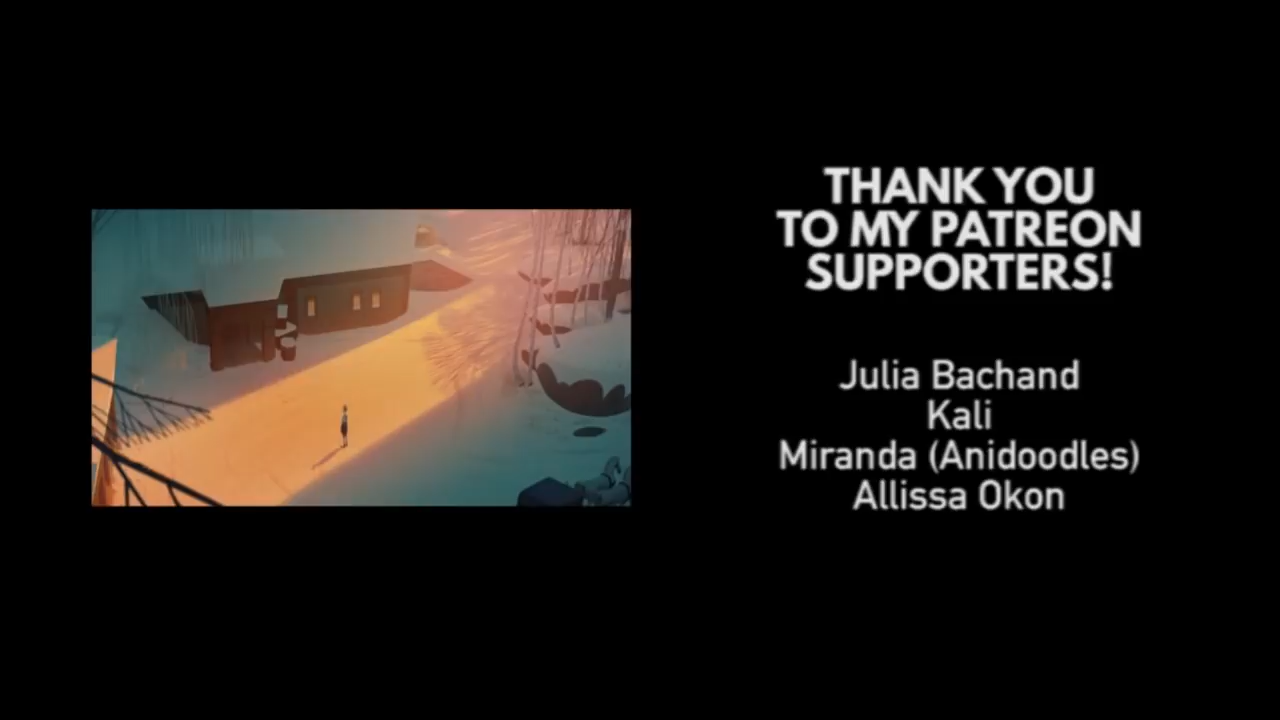 THANK YOU
TO MY PATREON
SUPPORTERS!
Julia Bachand
Kali
Miranda (Anidoodles)
Allissa Okon